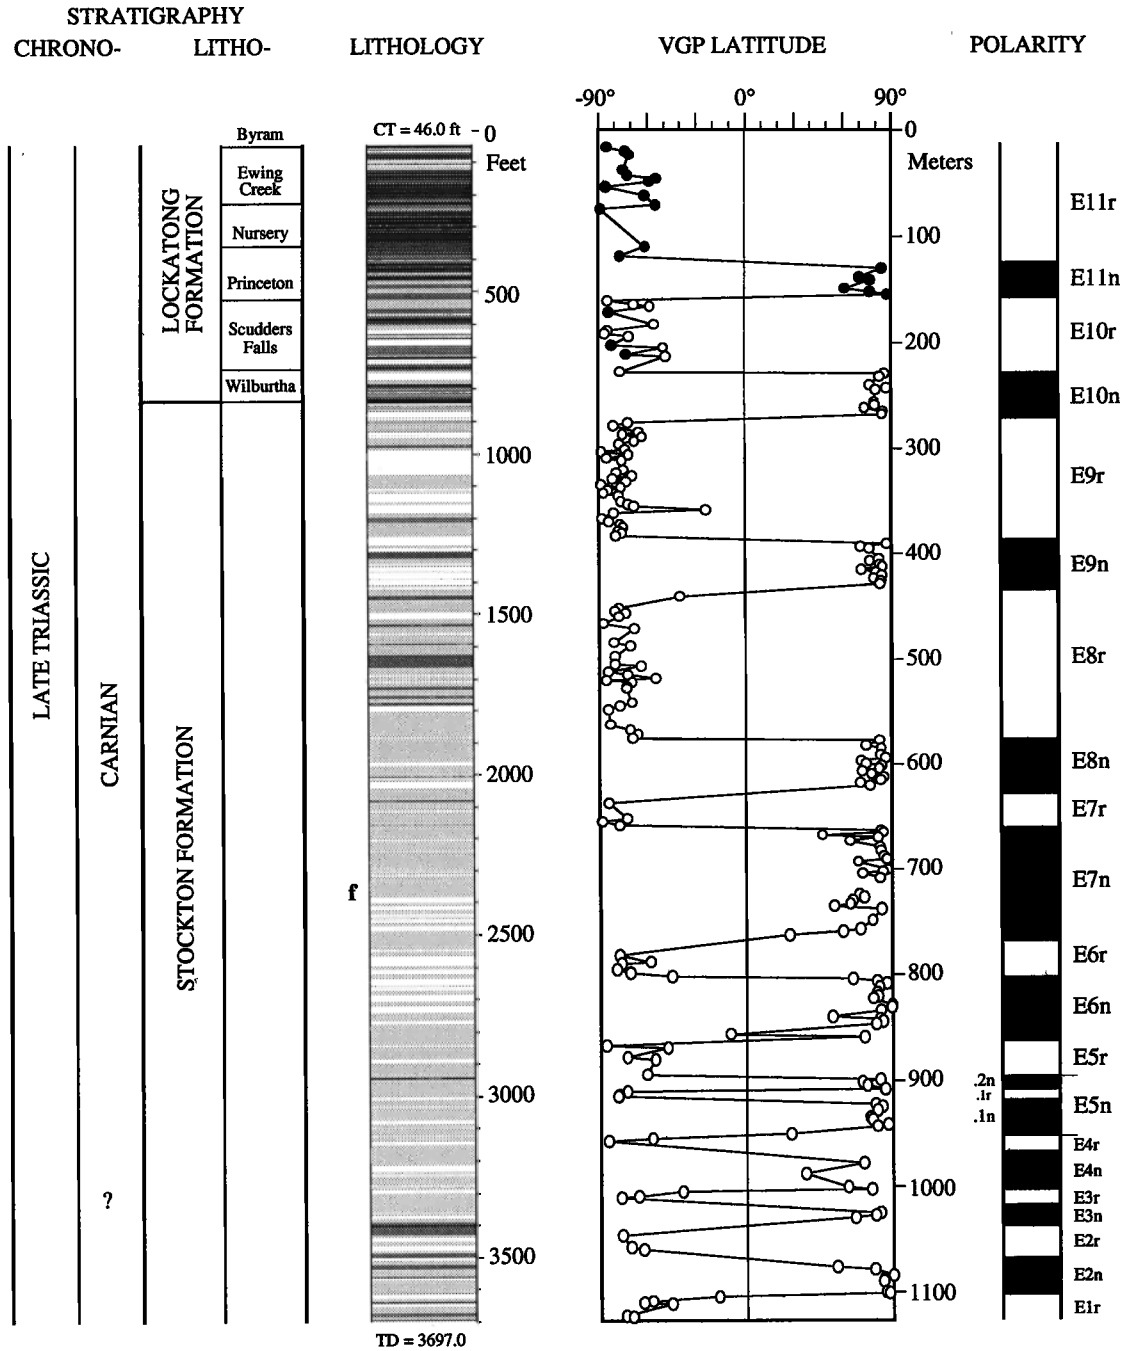 STRATIGRAPHY
CHRONO-
LITHO-
LITHOLOGY
VGP LATITUDE
POLARITY
-90°
0°
90°
CT = 46.0 ft
0
Feet
500
1000
1500
2000
2500
3000
3500
TD = 3697.0
0
Meters
100
200
300
400
500
600
700
800
900
1000
1100
LATE TRIASSIC
CARNIAN
?
LOCKATONG
FORMATION
STOCKTON FORMATION
Byram
Ewing
Creek
Nursery
Princeton
Scudders
Falls
Wilburtha
f
E11r
E11n
E10r
E10n
E9r
E9n
E8r
E8n
E7r
E7n
E6r
E6n
E5r
.2n
.1r
.1n
E5n
E4r
E4n
E3r
E3n
E2r
E2n
E1r